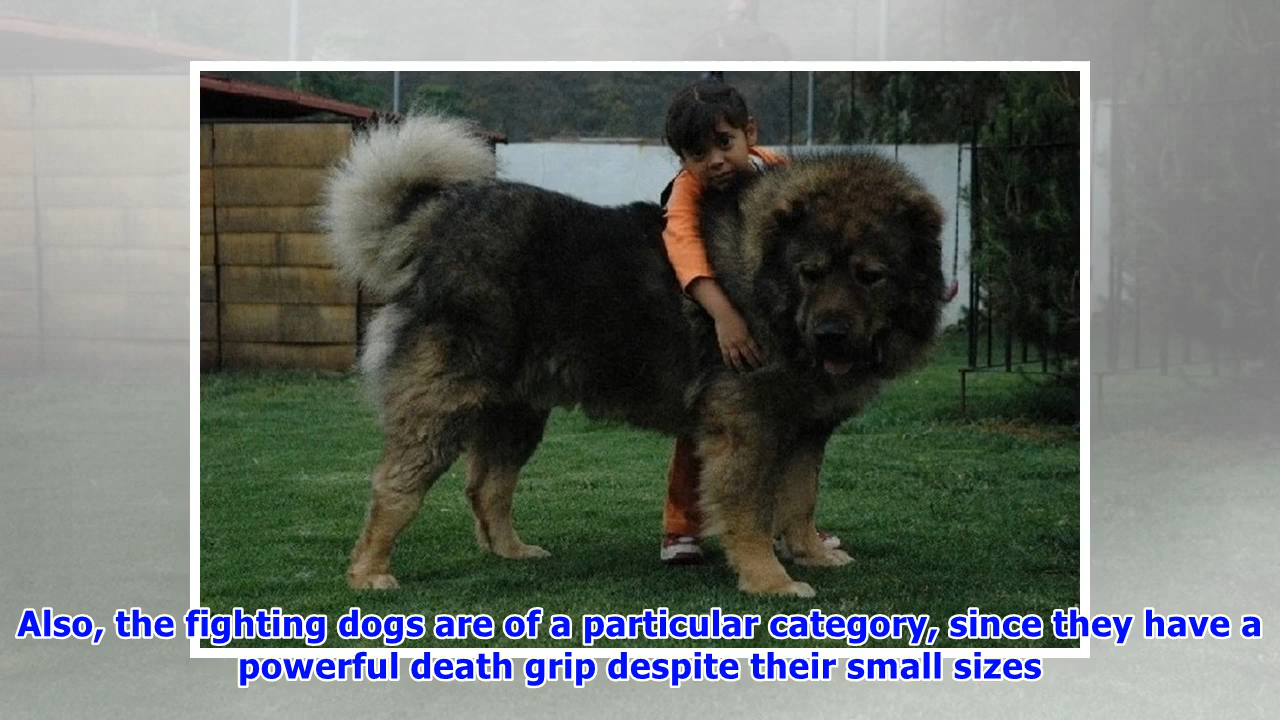 Also, the fighting dogs are of a particular category, since they have a
powerful death grip despite their small sizes